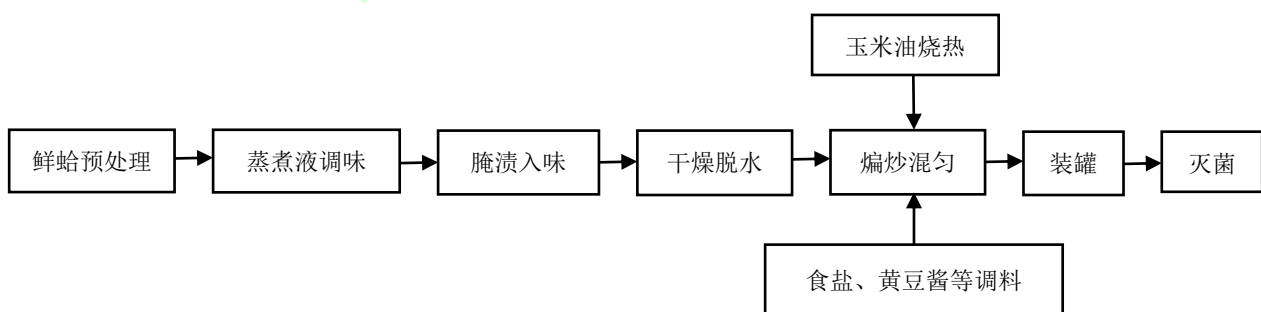 玉米油烧热
鲜蛤预处理
蒸煮液调味
腌渍入味
干燥脱水
煸炒混匀
装罐
灭菌
食盐、黄豆酱等调料